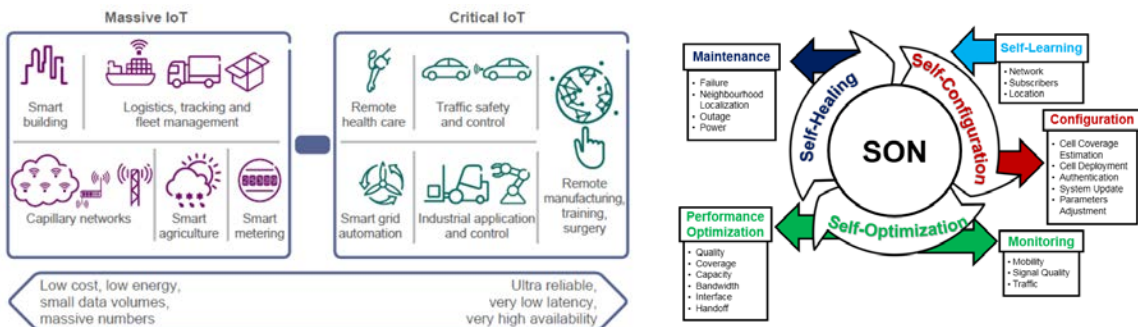 Massive IoT
Smart
building
Logistics, tracking and
fleet management
Capillary networks
Smart
agriculture
Smart
metering
Critical IoT
Remote
health care
Traffic safety
and control
Smart grid
automation
Industrial application
and control
Remote
manufacturing,
training,
surgery
Low cost, low energy,
small data volumes,
massive numbers
Ultra reliable,
very low latency,
very high availability
SON
Self-Healing
Self-Configuration
Self-Optimization
Maintenance
• Failure
• Neighbourhood
Localization
• Outage
• Power
Self-Learning
• Network
• Subscribers
• Location
Configuration
• Cell Coverage
Estimation
• Cell Deployment
• Authentication
• System Update
• Parameters
Adjustment
Performance
Optimization
• Quality
• Coverage
• Capacity
• Bandwidth
• Interface
• Handoff
Monitoring
• Mobility
• Signal Quality
• Traffic